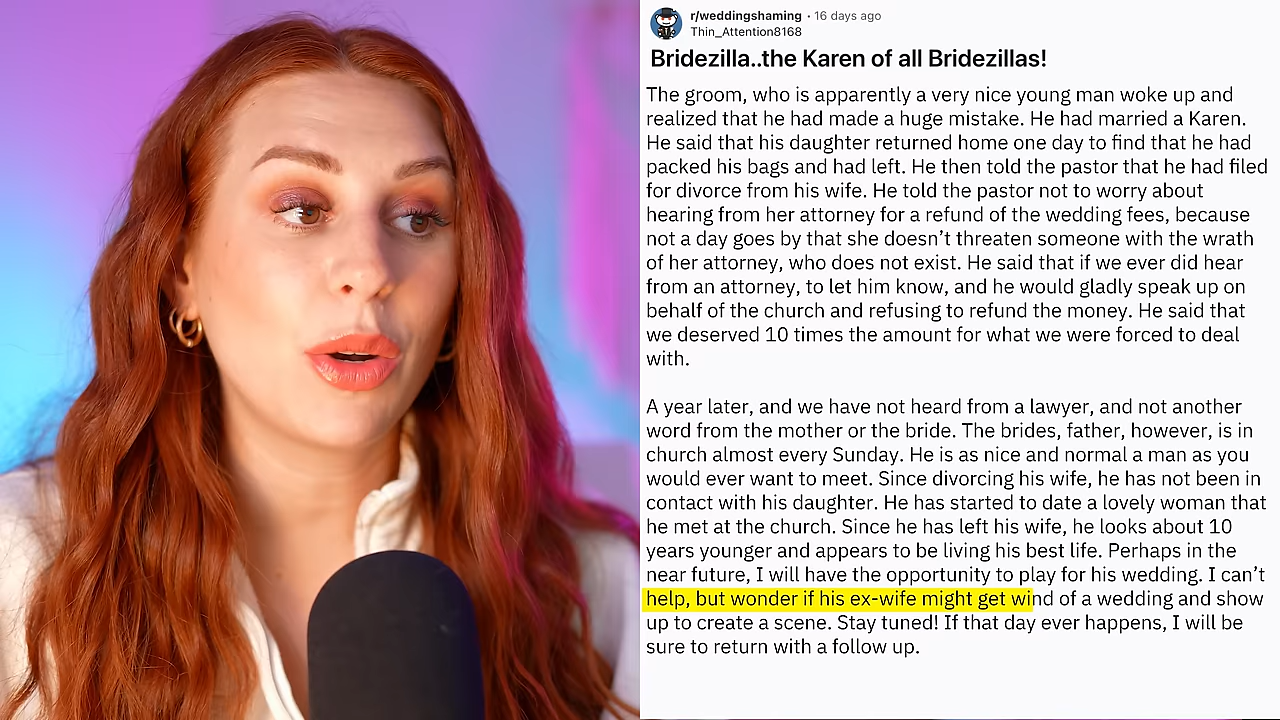 r/weddingshaming · 16 days ago
Thin_Attention8168
Bridezilla..the Karen of all Bridezillas!
The groom, who is apparently a very nice young man woke up and
realized that he had made a huge mistake. He had married a Karen.
He said that his daughter returned home one day to find that he had
packed his bags and had left. He then told the pastor that he had filed
for divorce from his wife. He told the pastor not to worry about
hearing from her attorney for a refund of the wedding fees, because
not a day goes by that she doesn’t threaten someone with the wrath
of her attorney, who does not exist. He said that if we ever did hear
from an attorney, to let him know, and he would gladly speak up on
behalf of the church and refusing to refund the money. He said that
we deserved 10 times the amount for what we were forced to deal
with.
A year later, and we have not heard from a lawyer, and not another
word from the mother or the bride. The brides, father, however, is in
church almost every Sunday. He is as nice and normal a man as you
would ever want to meet. Since divorcing his wife, he has not been in
contact with his daughter. He has started to date a lovely woman that
he met at the church. Since he has left his wife, he looks about 10
years younger and appears to be living his best life. Perhaps in the
near future, I will have the opportunity to play for his wedding. I can’t
help, but wonder if his ex-wife might get wind of a wedding and show
up to create a scene. Stay tuned! If that day ever happens, I will be
sure to return with a follow up.